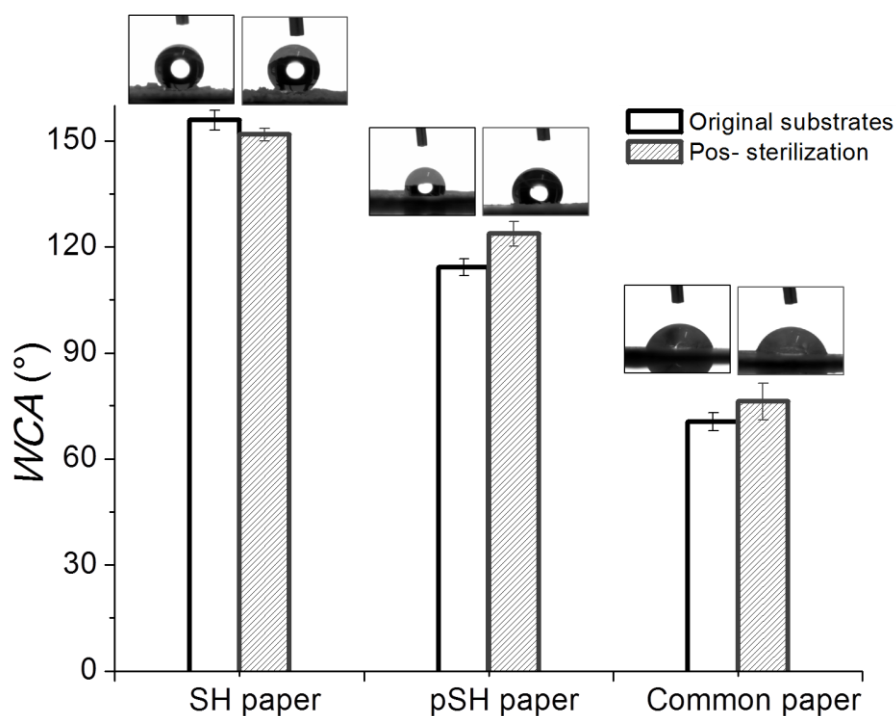 Original substrates
Pos- sterilization
WCA (°)
150
120
90
60
30
0
SH paper
pSH paper
Common paper